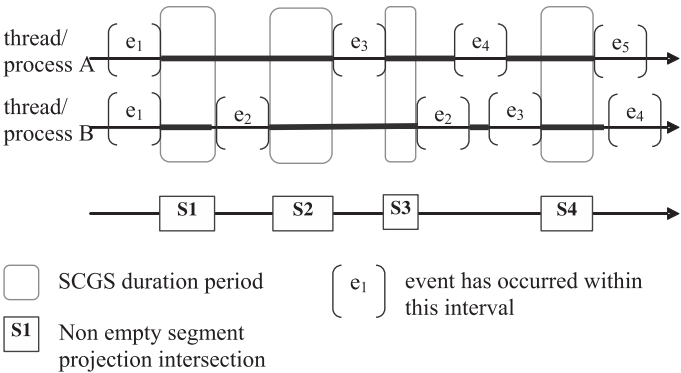 thread/
process A
e1 e3 e4 e5
thread/
process B
e1 e2 e2 e3 e4
S1 S2 S3 S4
SCGS duration period
e1 event has occurred within
this interval
S1 Non empty segment
projection intersection